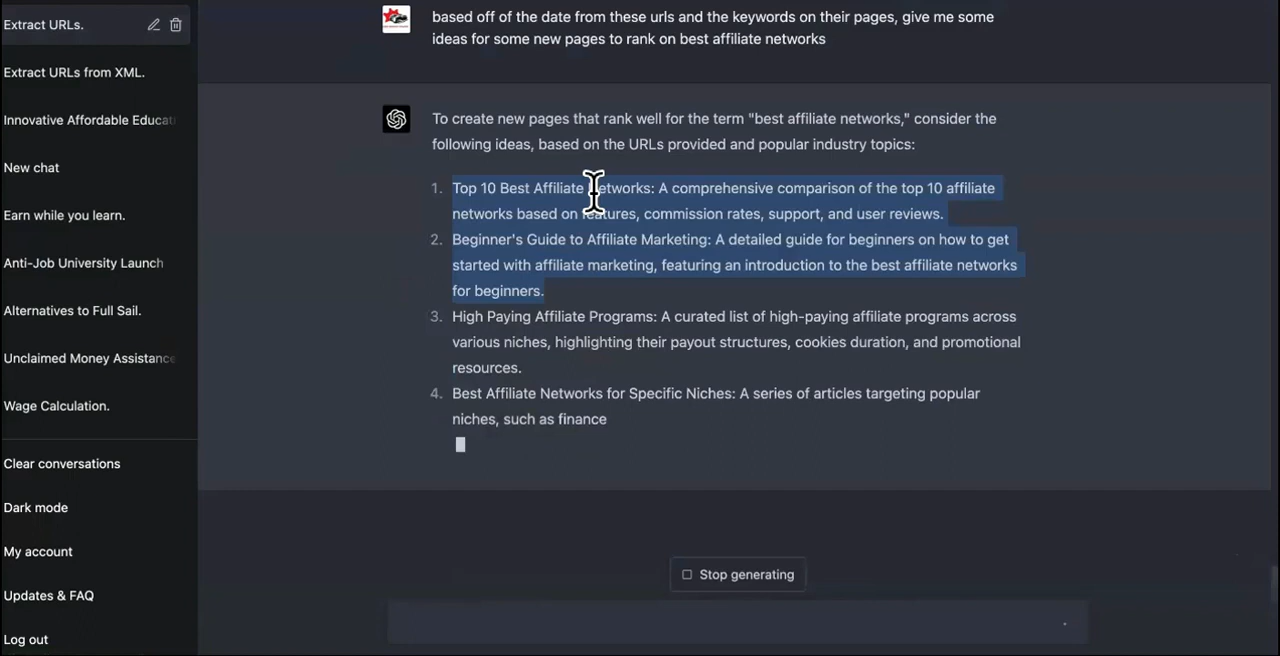 Extract URLs.
Extract URLs from XML.
Innovative Affordable Educati
New chat
Earn while you learn.
Anti-Job University Launch
Alternatives to Full Sail.
Unclaimed Money Assistance
Wage Calculation.
Clear conversations
Dark mode
My account
Updates & FAQ
Log out
based off of the date from these urls and the keywords on their pages, give me some
ideas for some new pages to rank on best affiliate networks
To create new pages that rank well for the term "best affiliate networks," consider the
following ideas, based on the URLs provided and popular industry topics:
1. Top 10 Best Affiliate Networks: A comprehensive comparison of the top 10 affiliate
networks based on features, commission rates, support, and user reviews.
2. Beginner's Guide to Affiliate Marketing: A detailed guide for beginners on how to get
started with affiliate marketing, featuring an introduction to the best affiliate networks
for beginners.
3. High Paying Affiliate Programs: A curated list of high-paying affiliate programs across
various niches, highlighting their payout structures, cookies duration, and promotional
resources.
4. Best Affiliate Networks for Specific Niches: A series of articles targeting popular
niches, such as finance
Stop generating